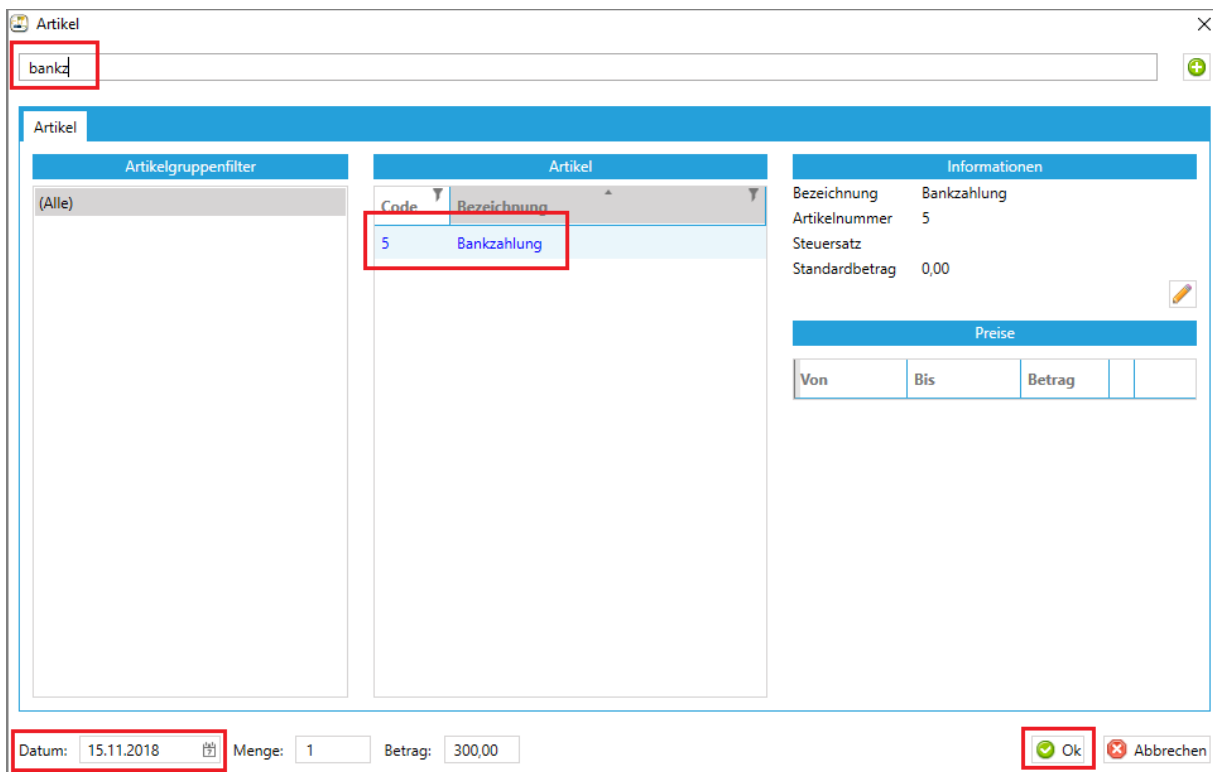 Artikel
bankz
Artikel
Artikelgruppenfilter
(Alle)
Artikel
Code Bezeichnung
5 Bankzahlung
Informationen
Bezeichnung Bankzahlung
Artikelnummer 5
Steuersatz
Standardbetrag 0,00
Preise
Von Bis Betrag
Datum: 15.11.2018 Menge: 1 Betrag: 300,00 Ok Abbrechen